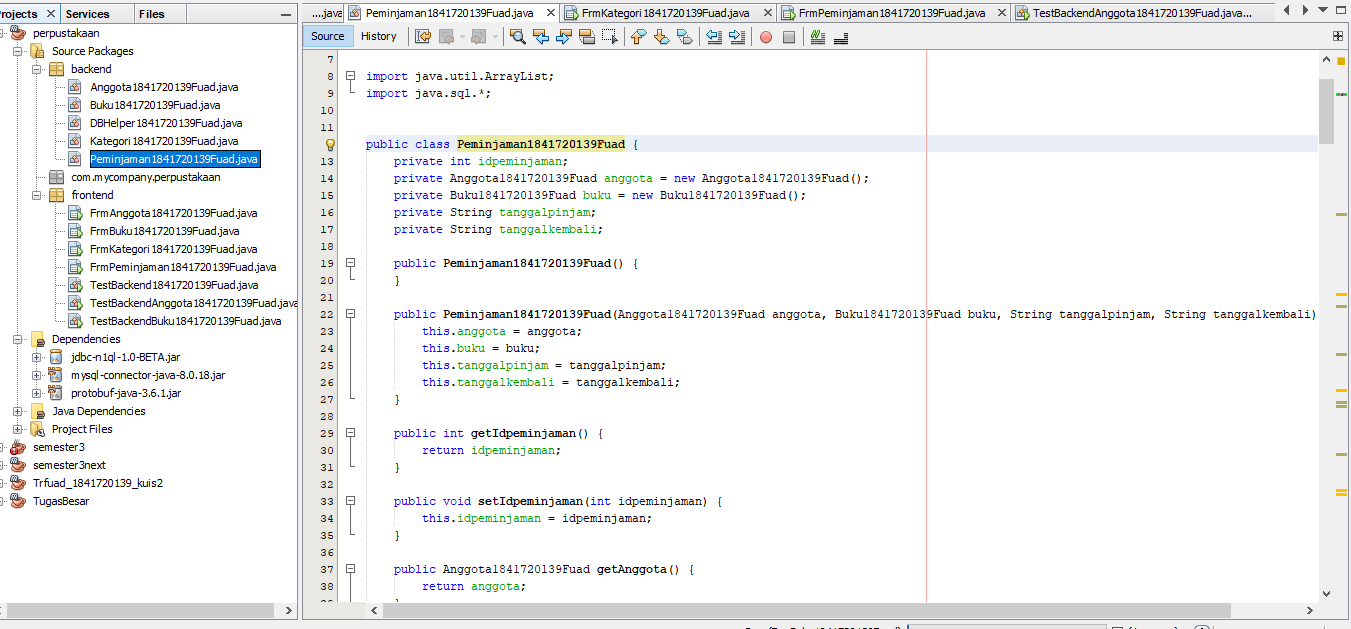 rojects
Services
Files
perpustakaan
Source Packages
backend
Anggota1841720139Fuad.java
Buku1841720139Fuad.java
DBHelper1841720139Fuad.java
Kategori1841720139Fuad.java
Peminjaman1841720139Fuad.java
com.mycompany.perpustakaan
frontend
FrmAnggota1841720139Fuad.java
FrmBuku1841720139Fuad.java
FrmKategori1841720139Fuad.java
FrmPeminjaman1841720139Fuad.java
TestBackend1841720139Fuad.java
TestBackendAnggota1841720139Fuad.java
TestBackendBuku1841720139Fuad.java
Dependencies
jdbc-n1ql-1.0-BETA.jar
mysql-connector-java-8.0.18.jar
protobuf-java-3.6.1.jar
Java Dependencies
Project Files
semester3
semester3next
Trfuad_1841720139_kuis2
TugasBesar
....java
Peminjaman1841720139Fuad.java
FrmKategori1841720139Fuad.java
FrmPeminjaman1841720139Fuad.java
TestBackendAnggota1841720139Fuad.java...
Source
History
7
8 import java.util.ArrayList;
9 import java.sql.*;
10
11
public class Peminjaman1841720139Fuad {
13 private int idpeminjaman;
14 private Anggota1841720139Fuad anggota = new Anggota1841720139Fuad();
15 private Buku1841720139Fuad buku = new Buku1841720139Fuad();
16 private String tanggalpinjam;
17 private String tanggalkembali;
18
19 public Peminjaman1841720139Fuad() {
20 }
21
22 public Peminjaman1841720139Fuad(Anggota1841720139Fuad anggota, Buku1841720139Fuad buku, String tanggalpinjam, String tanggalkembali)
23 this.anggota = anggota;
24 this.buku = buku;
25 this.tanggalpinjam = tanggalpinjam;
26 this.tanggalkembali = tanggalkembali;
27 }
28
29 public int getIdpeminjaman() {
30 return idpeminjaman;
31 }
32
33 public void setIdpeminjaman(int idpeminjaman) {
34 this.idpeminjaman = idpeminjaman;
35 }
36
37 public Anggota1841720139Fuad getAnggota() {
38 return anggota;